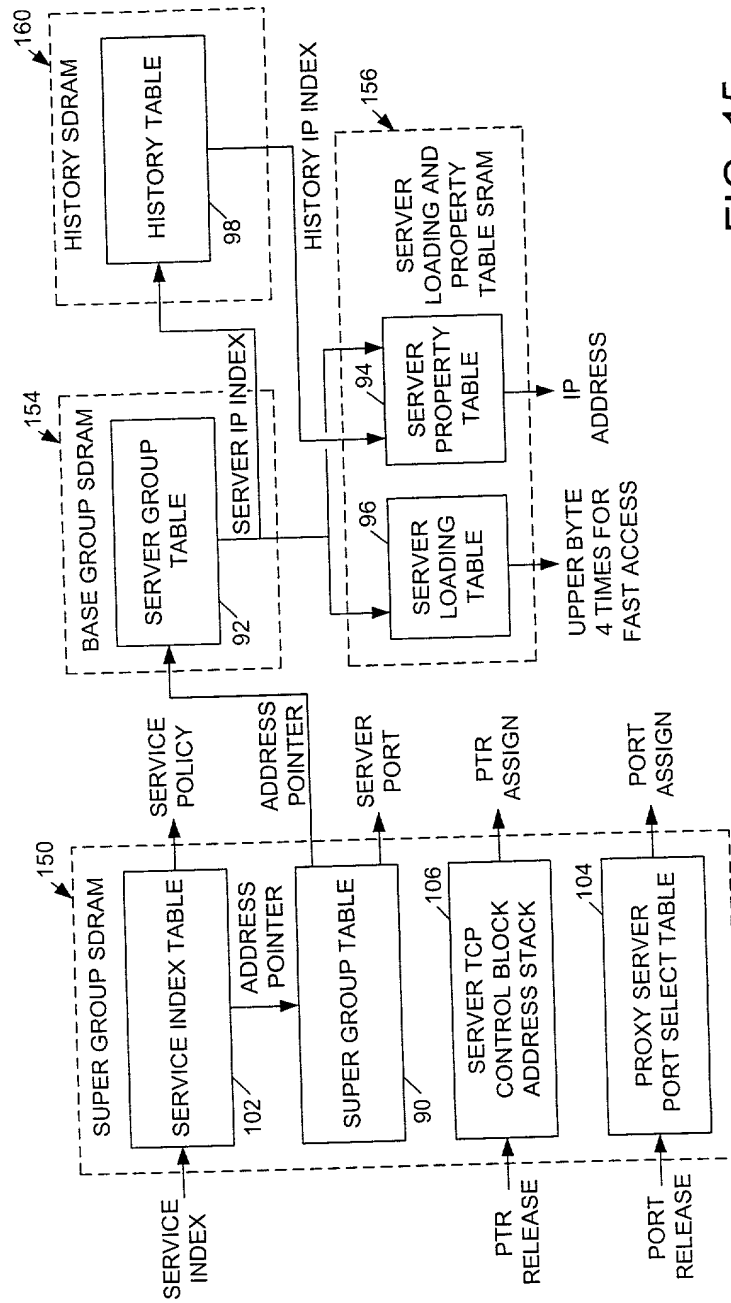 150
SUPER GROUP SDRAM
SERVICE
INDEX
SERVICE INDEX TABLE
102
SERVICE
POLICY
ADDRESS
POINTER
SUPER GROUP TABLE
90
ADDRESS
POINTER
SERVER PORT
PTR
RELEASE
106
SERVER TCP
CONTROL BLOCK
ADDRESS STACK
PTR
ASSIGN
PORT
RELEASE
104
PROXY SERVER
PORT SELECT TABLE
PORT
ASSIGN
154
BASE GROUP SDRAM
SERVER GROUP
TABLE
92
SERVER IP INDEX
160
HISTORY SDRAM
HISTORY TABLE
98
HISTORY IP INDEX
156
SERVER
LOADING AND
PROPERTY
TABLE SRAM
96
SERVER
LOADING
TABLE
94
SERVER
PROPERTY
TABLE
UPPER BYTE
4 TIMES FOR
FAST ACCESS
IP
ADDRESS